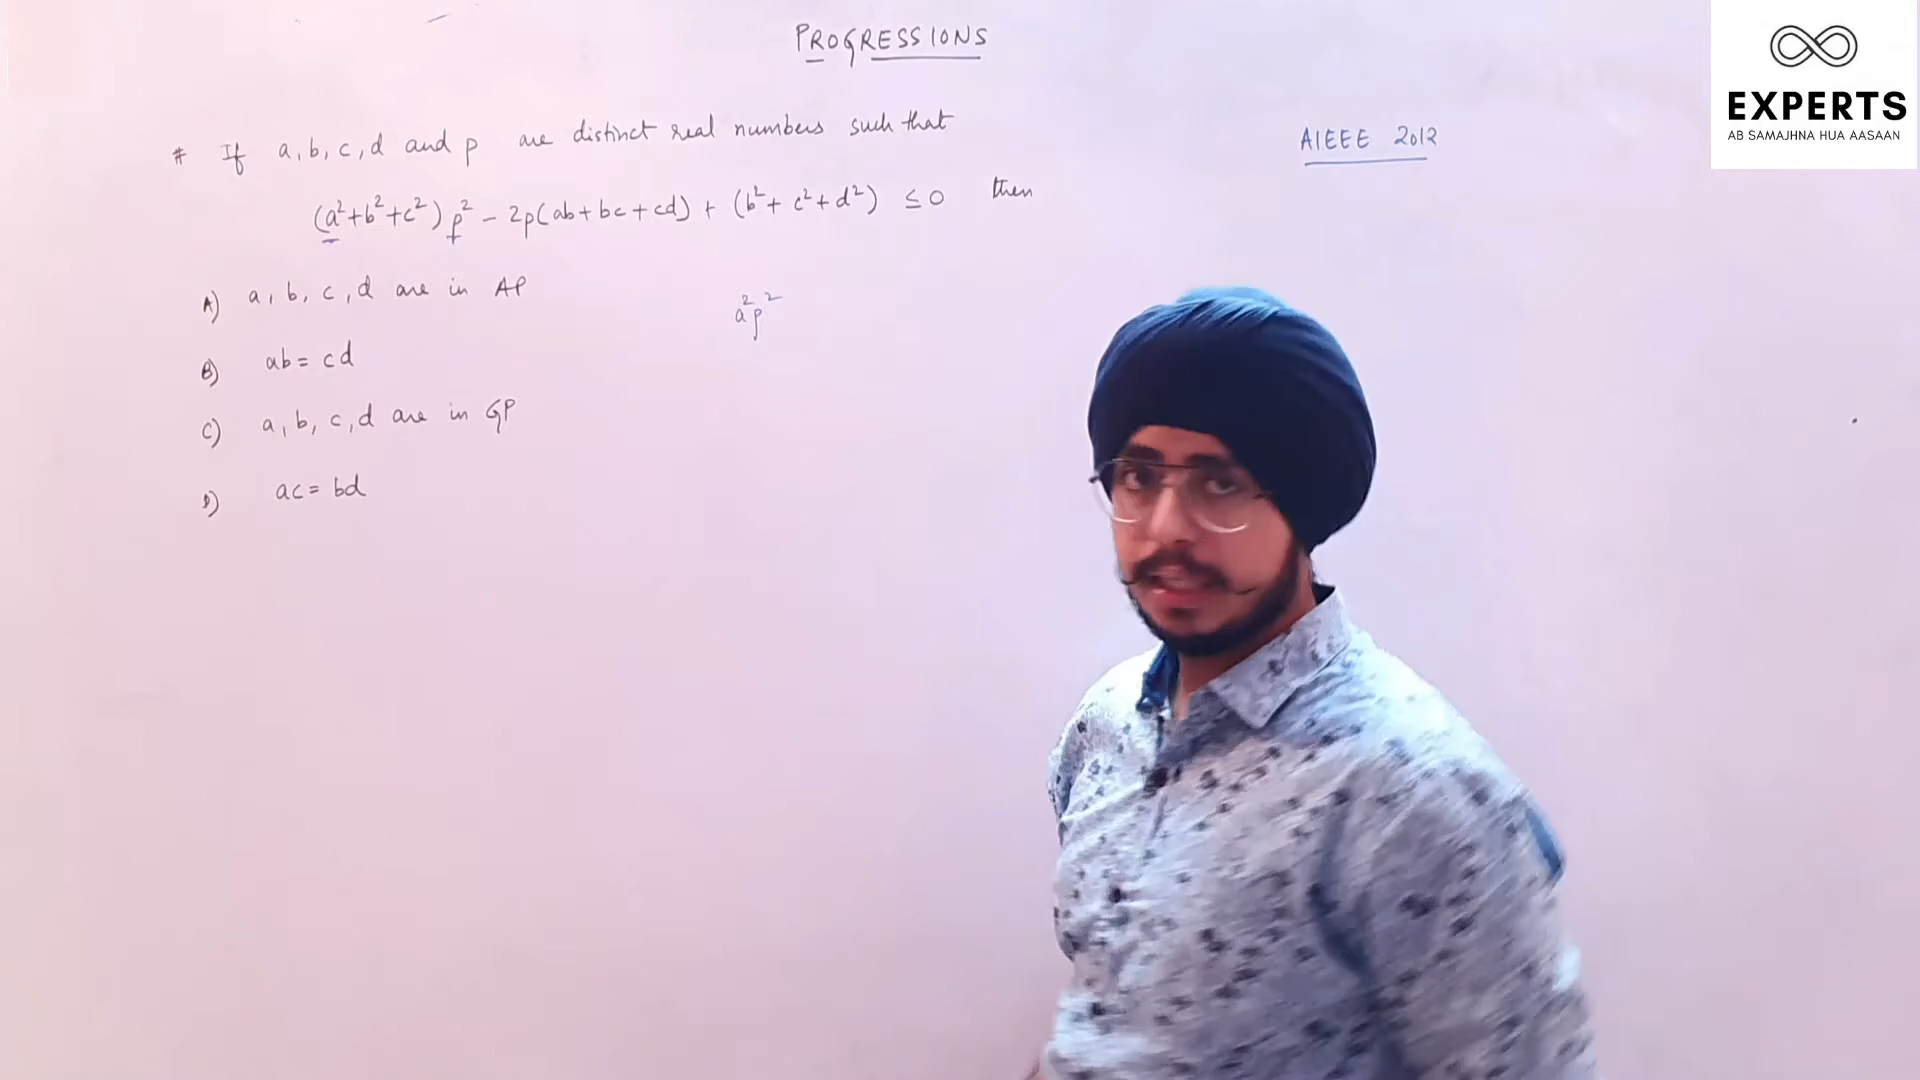 PROGRESSIONS
EXPERTS
AB SAMAJHNA HUA AASAAN
AIEEE 2012
# If a, b, c, d and p are distinct real numbers such that
(a²+b²+c²) p² - 2p(ab+bc+cd) + (b²+c²+d²) ≤ 0 then
A) a, b, c, d are in AP
a²p²
B) ab = cd
C) a, b, c, d are in GP
D) ac = bd